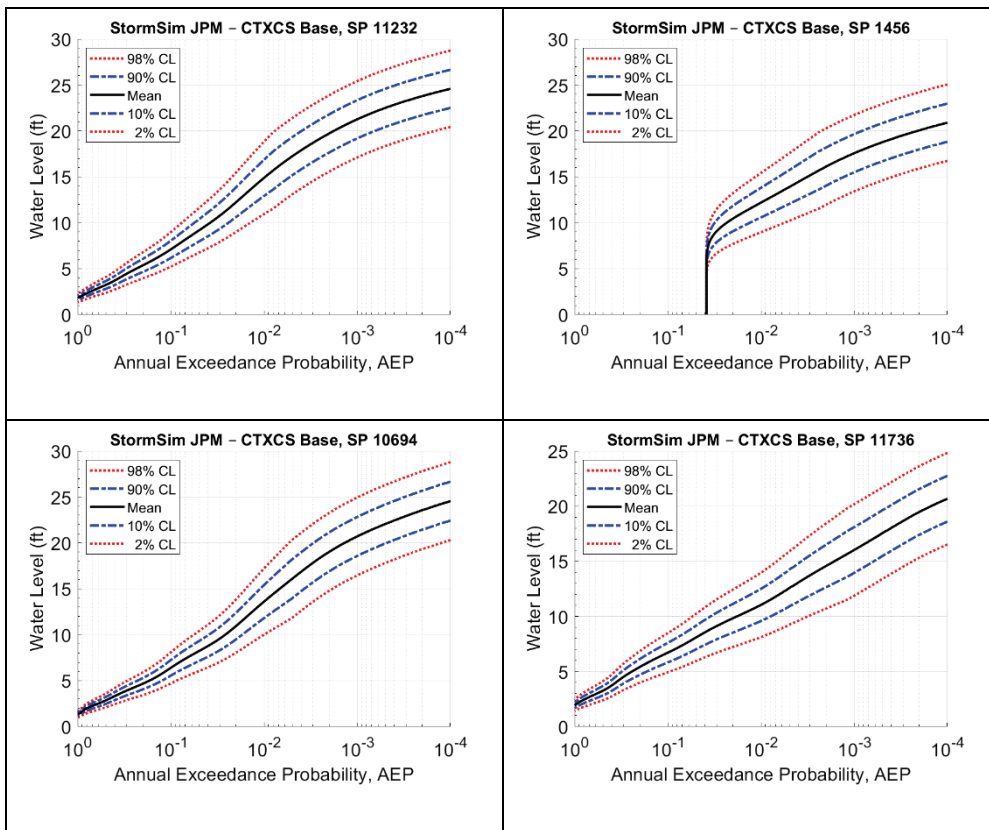 StormSim JPM – CTXCS Base, SP 11232
30
25
20
15
10
5
0
Water Level (ft)
98% CL
90% CL
Mean
10% CL
2% CL
10^0 10^-1 10^-2 10^-3 10^-4
Annual Exceedance Probability, AEP
StormSim JPM – CTXCS Base, SP 1456
30
25
20
15
10
5
0
Water Level (ft)
98% CL
90% CL
Mean
10% CL
2% CL
10^0 10^-1 10^-2 10^-3 10^-4
Annual Exceedance Probability, AEP
StormSim JPM – CTXCS Base, SP 10694
30
25
20
15
10
5
0
Water Level (ft)
98% CL
90% CL
Mean
10% CL
2% CL
10^0 10^-1 10^-2 10^-3 10^-4
Annual Exceedance Probability, AEP
StormSim JPM – CTXCS Base, SP 11736
25
20
15
10
5
0
Water Level (ft)
98% CL
90% CL
Mean
10% CL
2% CL
10^0 10^-1 10^-2 10^-3 10^-4
Annual Exceedance Probability, AEP